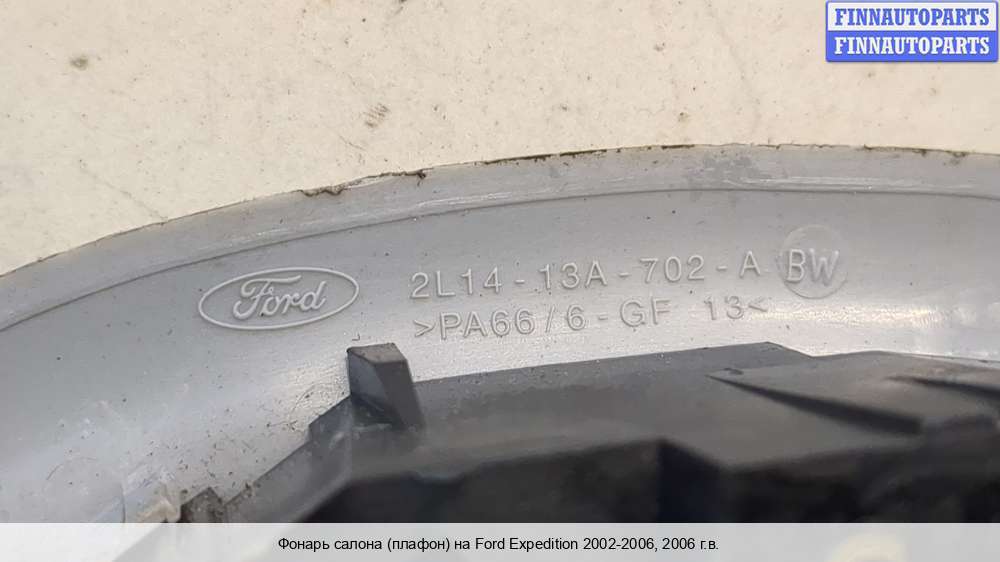 FINNAUTOPARTS
FINNAUTOPARTS
Ford 2L14-13A-702-A BW
>PA66/6-GF 13<
Фонарь салона (плафон) на Ford Expedition 2002-2006, 2006 г.в.